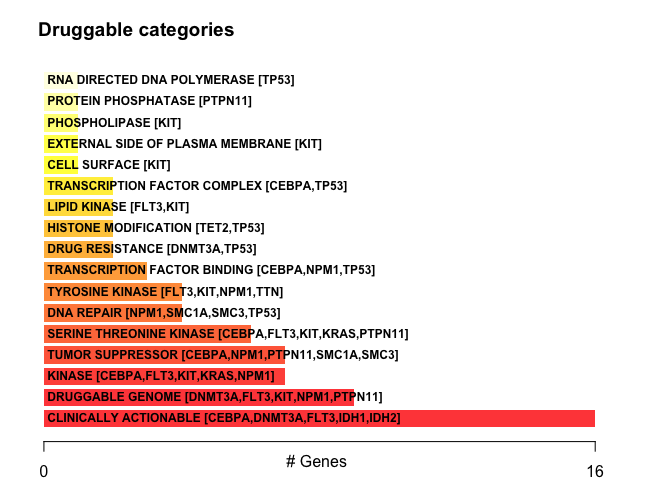 Druggable categories
RNA DIRECTED DNA POLYMERASE [TP53]
PROTEIN PHOSPHATASE [PTPN11]
PHOSPHOLIPASE [KIT]
EXTERNAL SIDE OF PLASMA MEMBRANE [KIT]
CELL SURFACE [KIT]
TRANSCRIPTION FACTOR COMPLEX [CEBPA,TP53]
LIPID KINASE [FLT3,KIT]
HISTONE MODIFICATION [TET2,TP53]
DRUG RESISTANCE [DNMT3A,TP53]
TRANSCRIPTION FACTOR BINDING [CEBPA,NPM1,TP53]
TYROSINE KINASE [FLT3,KIT,NPM1,TTN]
DNA REPAIR [NPM1,SMC1A,SMC3,TP53]
SERINE THREONINE KINASE [CEBPA,FLT3,KIT,KRAS,PTPN11]
TUMOR SUPPRESSOR [CEBPA,NPM1,PTPN11,SMC1A,SMC3]
KINASE [CEBPA,FLT3,KIT,KRAS,NPM1]
DRUGGABLE GENOME [DNMT3A,FLT3,KIT,NPM1,PTPN11]
CLINICALLY ACTIONABLE [CEBPA,DNMT3A,FLT3,IDH1,IDH2]
0 # Genes 16